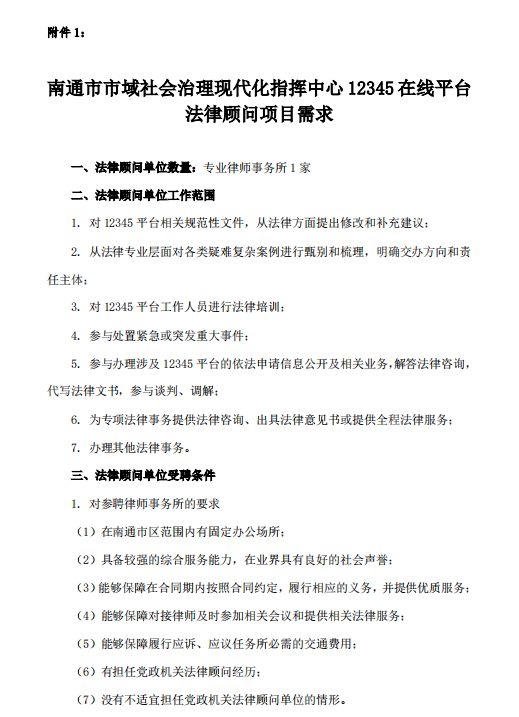 附件1：
南通市市域社会治理现代化指挥中心12345在线平台
法律顾问项目需求
一、法律顾问单位数量：专业律师事务所1家
二、法律顾问单位工作范围
1. 对12345平台相关规范性文件，从法律方面提出修改和补充建议；
2. 从法律专业层面对各类疑难复杂案例进行甄别和梳理，明确交办方向和责
任主体；
3. 对12345平台工作人员进行法律培训；
4. 参与处置紧急或突发重大事件；
5. 参与办理涉及12345平台的依法申请信息公开及相关业务，解答法律咨询，
代写法律文书，参与谈判、调解；
6. 为专项法律事务提供法律咨询、出具法律意见书或提供全程法律服务；
7. 办理其他法律事务。
三、法律顾问单位受聘条件
1. 对参聘律师事务所的要求
（1）在南通市区范围内有固定办公场所；
（2）具备较强的综合服务能力，在业界具有良好的社会声誉；
（3）能够保障在合同期内按照合同约定，履行相应的义务，并提供优质服务；
（4）能够保障对接律师及时参加相关会议和提供相关法律服务；
（5）能够保障履行应诉、应议任务所必需的交通费用；
（6）有担任党政机关法律顾问经历；
（7）没有不适宜担任党政机关法律顾问单位的情形。